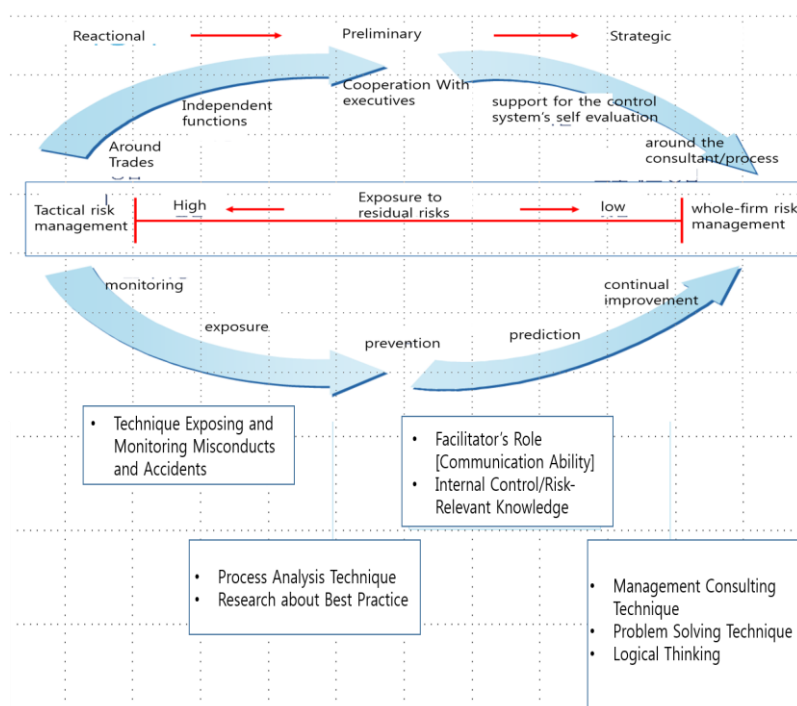 Reactional
Preliminary
Strategic
Cooperation With
executives
Independent
functions
support for the control
system's self evaluation
Around
Trades
around the
consultant/process
Tactical risk
management
High
Exposure to
residual risks
low
whole-firm risk
management
monitoring
continual
improvement
exposure
prevention
prediction
• Technique Exposing and
Monitoring Misconducts
and Accidents
• Facilitator's Role
[Communication Ability]
• Internal Control/Risk-
Relevant Knowledge
• Process Analysis Technique
• Research about Best Practice
• Management Consulting
Technique
• Problem Solving Technique
• Logical Thinking